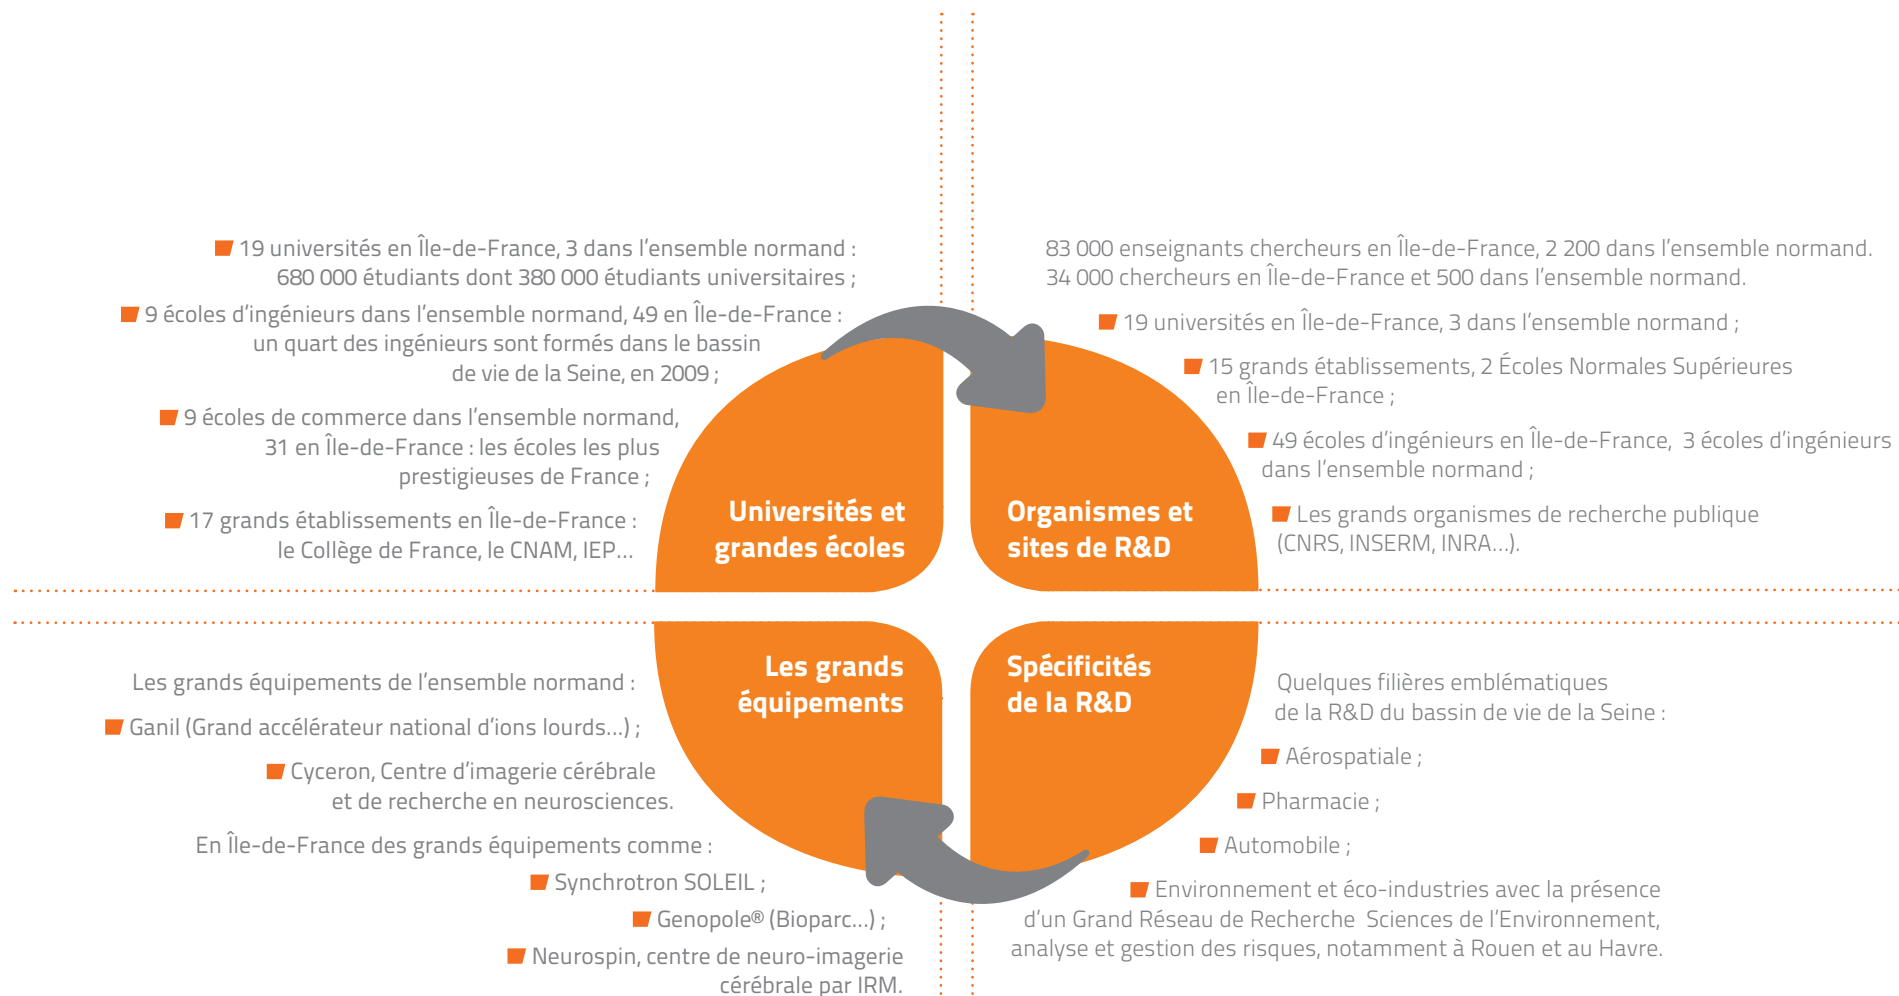 19 universités en Île-de-France, 3 dans l’ensemble normand :
680 000 étudiants dont 380 000 étudiants universitaires ;
9 écoles d’ingénieurs dans l’ensemble normand, 49 en Île-de-France :
un quart des ingénieurs sont formés dans le bassin
de vie de la Seine, en 2009 ;
9 écoles de commerce dans l’ensemble normand,
31 en Île-de-France : les écoles les plus
prestigieuses de France ;
17 grands établissements en Île-de-France :
le Collège de France, le CNAM, IEP...
Universités et
grandes écoles
83 000 enseignants chercheurs en Île-de-France, 2 200 dans l’ensemble normand.
34 000 chercheurs en Île-de-France et 500 dans l’ensemble normand.
19 universités en Île-de-France, 3 dans l’ensemble normand ;
15 grands établissements, 2 Écoles Normales Supérieures
en Île-de-France ;
49 écoles d’ingénieurs en Île-de-France, 3 écoles d’ingénieurs
dans l’ensemble normand ;
Les grands organismes de recherche publique
(CNRS, INSERM, INRA...).
Organismes et
sites de R&D
Les grands
équipements
Les grands équipements de l’ensemble normand :
Ganil (Grand accélérateur national d’ions lourds...) ;
Cyceron, Centre d’imagerie cérébrale
et de recherche en neurosciences.
En Île-de-France des grands équipements comme :
Synchrotron SOLEIL ;
Genopole® (Bioparc...) ;
Neurospin, centre de neuro-imagerie
cérébrale par IRM.
Spécificités
de la R&D
Quelques filières emblématiques
de la R&D du bassin de vie de la Seine :
Aérospatiale ;
Pharmacie ;
Automobile ;
Environnement et éco-industries avec la présence
d’un Grand Réseau de Recherche Sciences de l’Environnement,
analyse et gestion des risques, notamment à Rouen et au Havre.